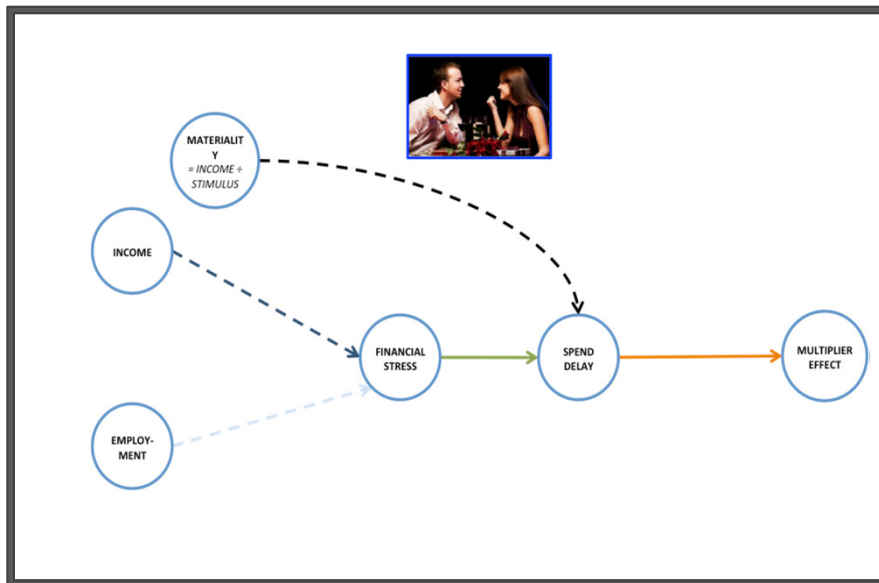 MATERIALIT
Y
= INCOME ÷
STIMULUS
INCOME
FINANCIAL
STRESS
SPEND
DELAY
MULTIPLIER
EFFECT
EMPLOY-
MENT